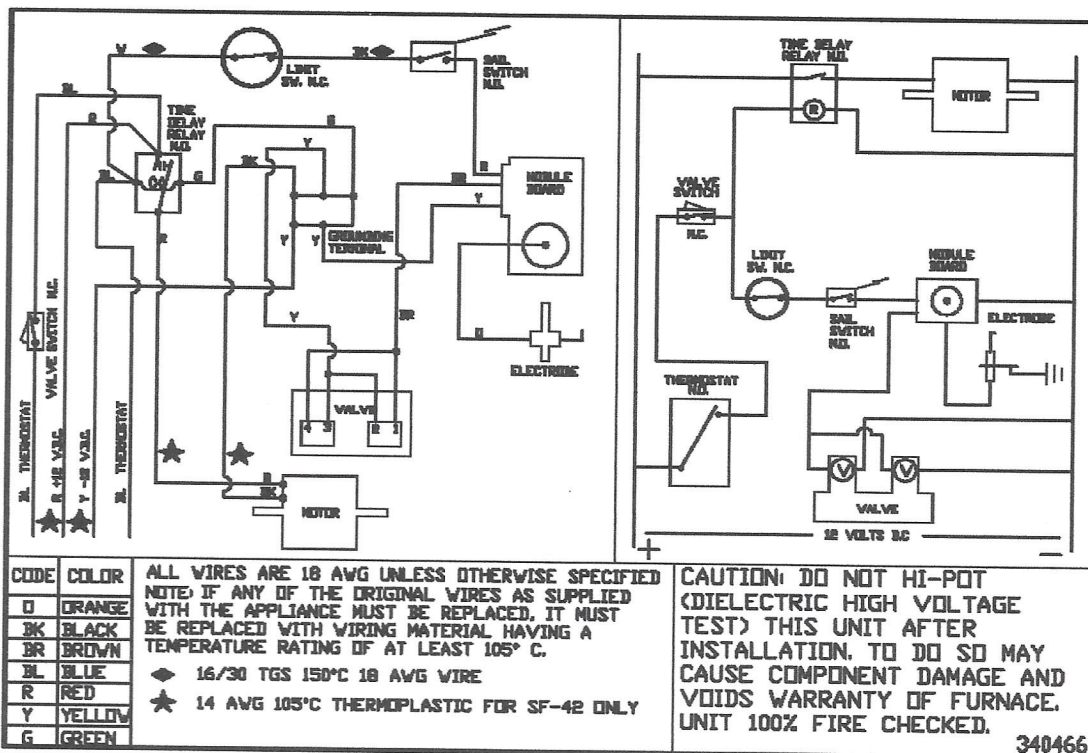 W
BK
LIMIT
SW. N.C.
SAIL
SWITCH
N.O.
BL
R
TIME
DELAY
RELAY
N.O.
G
Y
BK
BL
G
R
Y
Y
GROUNDING
TERMINAL
R
BR
Y
MODULE
BOARD
BR
Y
O
ELECTRODE
VALVE
4 3 2 1
VALVE SWITCH N.C.
BL THERMOSTAT
R +12 V.D.C.
Y -12 V.D.C.
BL THERMOSTAT
R
BK
MOTOR
TIME DELAY
RELAY N.O.
R
MOTOR
VALVE
SWITCH
N.C.
LIMIT
SW. N.C.
SAIL
SWITCH
N.O.
MODULE
BOARD
ELECTRODE
THERMOSTAT
N.O.
V V
VALVE
12 VOLTS D.C
+ -
CODE COLOR
O ORANGE
BK BLACK
BR BROWN
BL BLUE
R RED
Y YELLOW
G GREEN
ALL WIRES ARE 18 AWG UNLESS OTHERWISE SPECIFIED
NOTE: IF ANY OF THE ORIGINAL WIRES AS SUPPLIED
WITH THE APPLIANCE MUST BE REPLACED, IT MUST
BE REPLACED WITH WIRING MATERIAL HAVING A
TEMPERATURE RATING OF AT LEAST 105° C.
16/30 TGS 150°C 18 AWG WIRE
14 AWG 105°C THERMOPLASTIC FOR SF-42 ONLY
CAUTION: DO NOT HI-POT
(DIELECTRIC HIGH VOLTAGE
TEST) THIS UNIT AFTER
INSTALLATION. TO DO SO MAY
CAUSE COMPONENT DAMAGE AND
VOIDS WARRANTY OF FURNACE.
UNIT 100% FIRE CHECKED.
340466